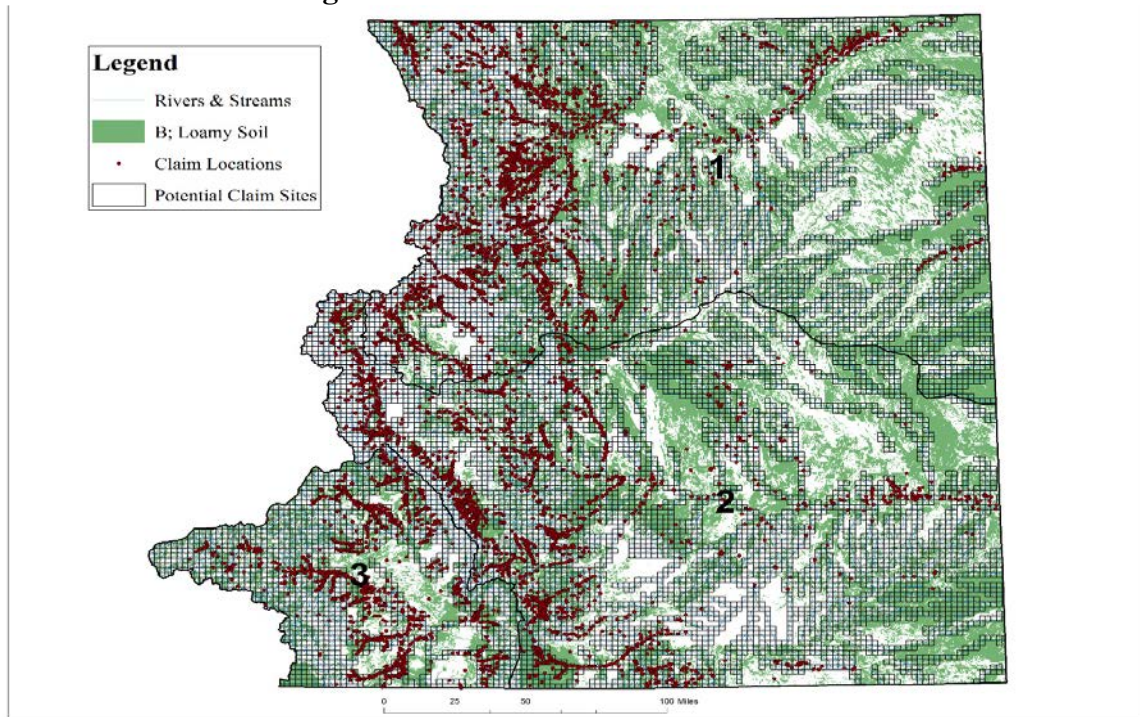 Legend
Rivers & Streams
B; Loamy Soil
Claim Locations
Potential Claim Sites
1
2
3
0 25 50 100 Miles